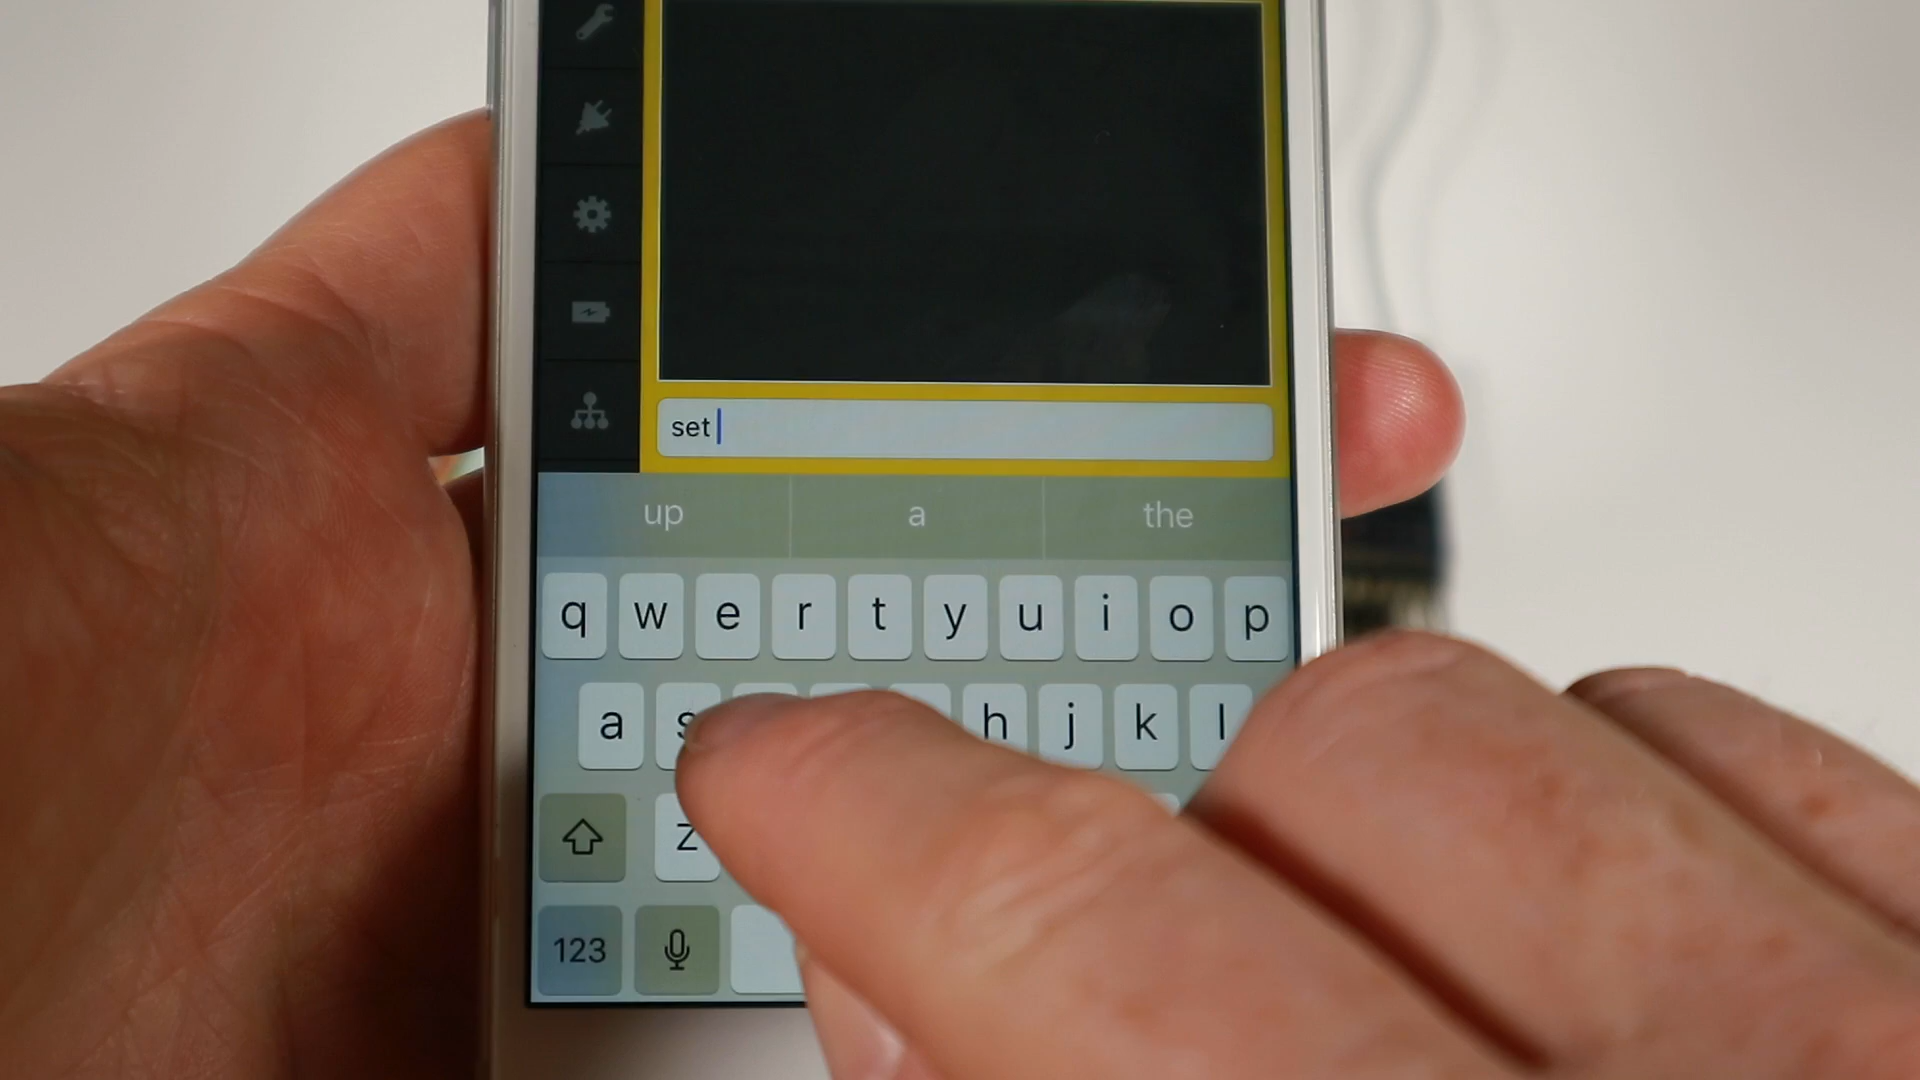 set
up a the
q w e r t y u i o p
a s h j k l
z
123